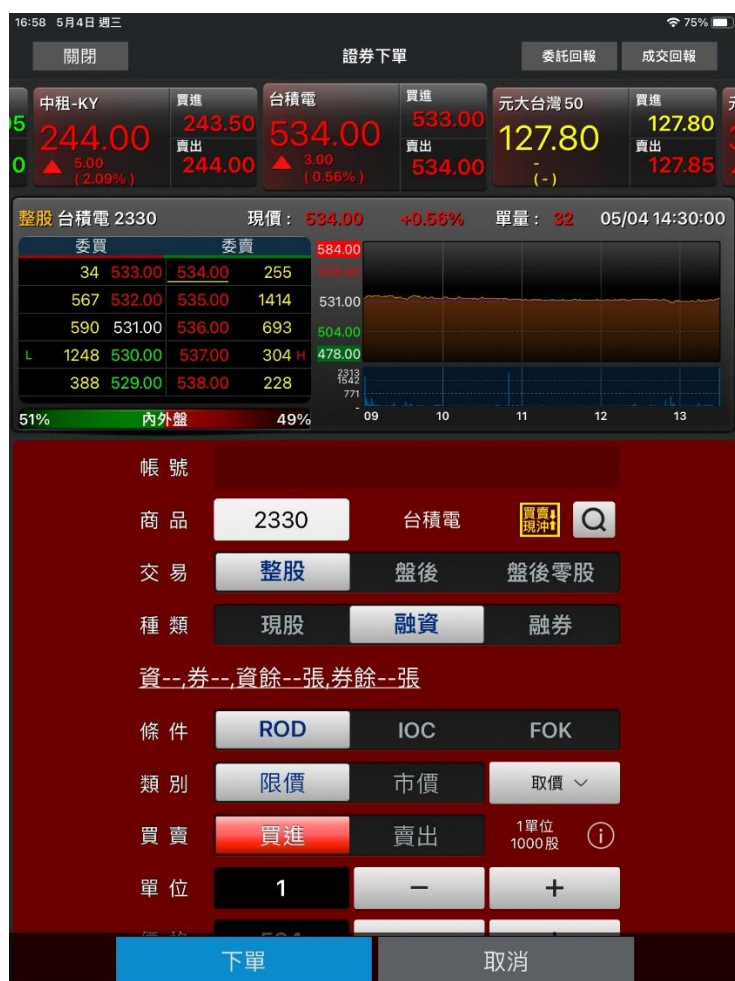 16:58 5月4日 週三 75%
關閉 證券下單 委託回報 成交回報
中租-KY 買進 台積電 買進 元大台灣50 買進
5 244.00 243.50 534.00 533.00 127.80 127.80
賣出 賣出 賣出
0 ▲ 5.00 (2.09%) 244.00 ▲ 3.00 (0.56%) 534.00 - (-) 127.85
整股 台積電 2330 現價： 534.00 +0.56% 單量： 32 05/04 14:30:00
委買 委賣 584.00
34 533.00 534.00 255
567 532.00 535.00 1414 531.00
590 531.00 536.00 693 504.00
L 1248 530.00 537.00 304 H 478.00
388 529.00 538.00 228 2313
1542
771
-
51% 內外盤 49% 09 10 11 12 13
帳號
商品 2330 台積電 買賣現沖
交易 整股 盤後 盤後零股
種類 現股 融資 融券
資--,券--,資餘--張,券餘--張
條件 ROD IOC FOK
類別 限價 市價 取價
買賣 買進 賣出 1單位 1000股
單位 1 − +
下單 取消